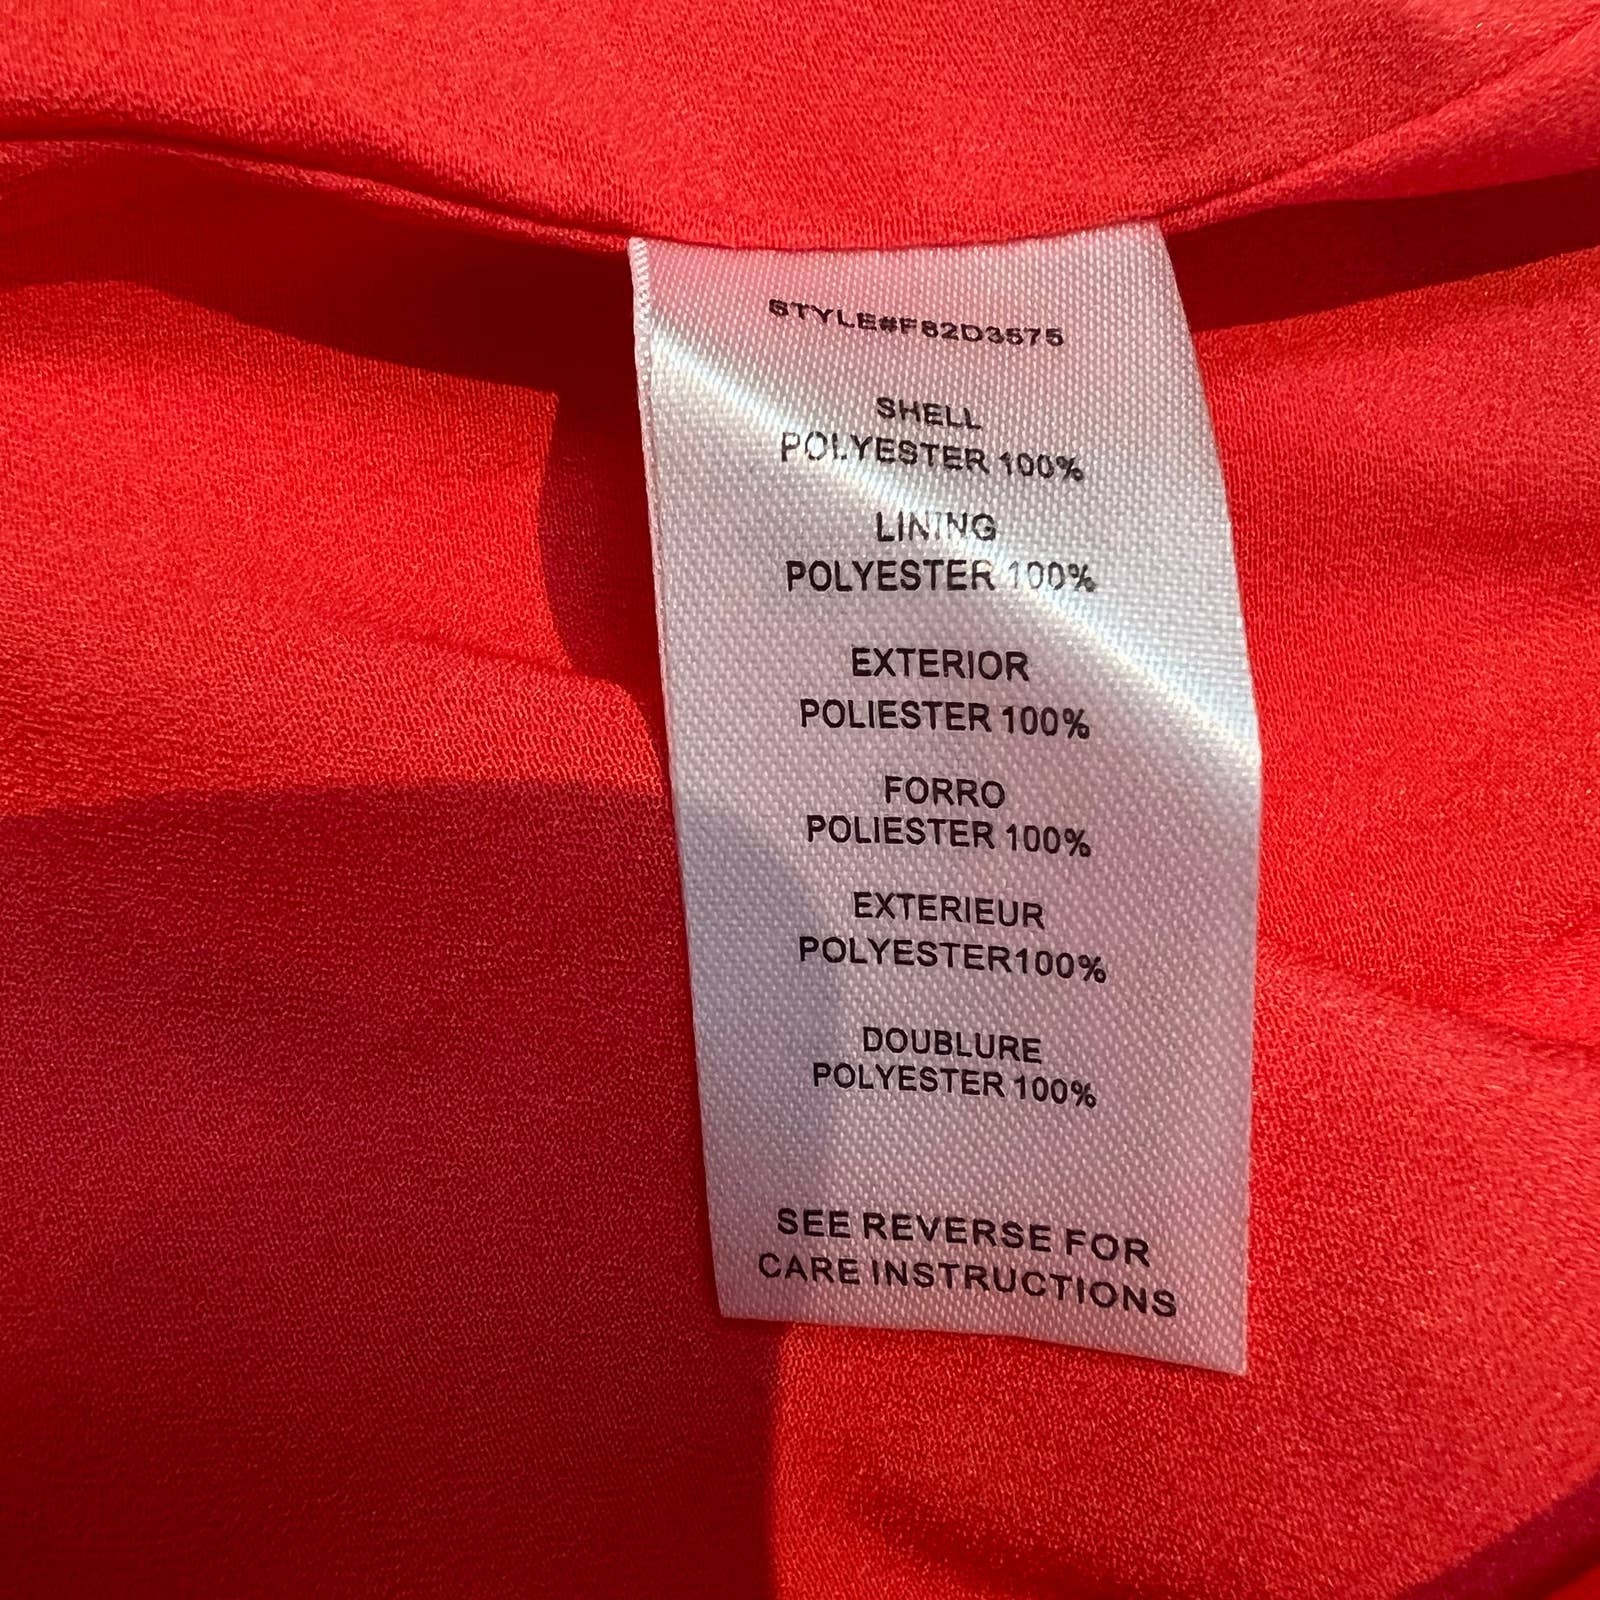 STYLE#F82D3575
SHELL
POLYESTER 100%
LINING
POLYESTER 100%
EXTERIOR
POLIESTER 100%
FORRO
POLIESTER 100%
EXTERIEUR
POLYESTER100%
DOUBLURE
POLYESTER 100%
SEE REVERSE FOR
CARE INSTRUCTIONS